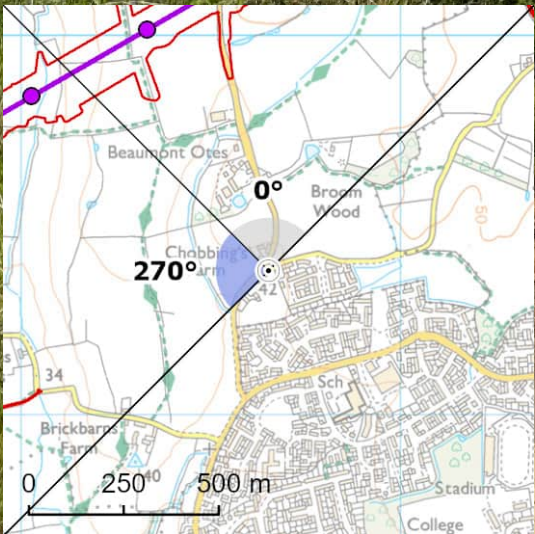 Beaumont Otes
0°
Broom
Wood
50
Chobbing's
Farm
270°
42
34
Sch
Brickbarns
Farm
40
0 250 500 m
Stadium
College